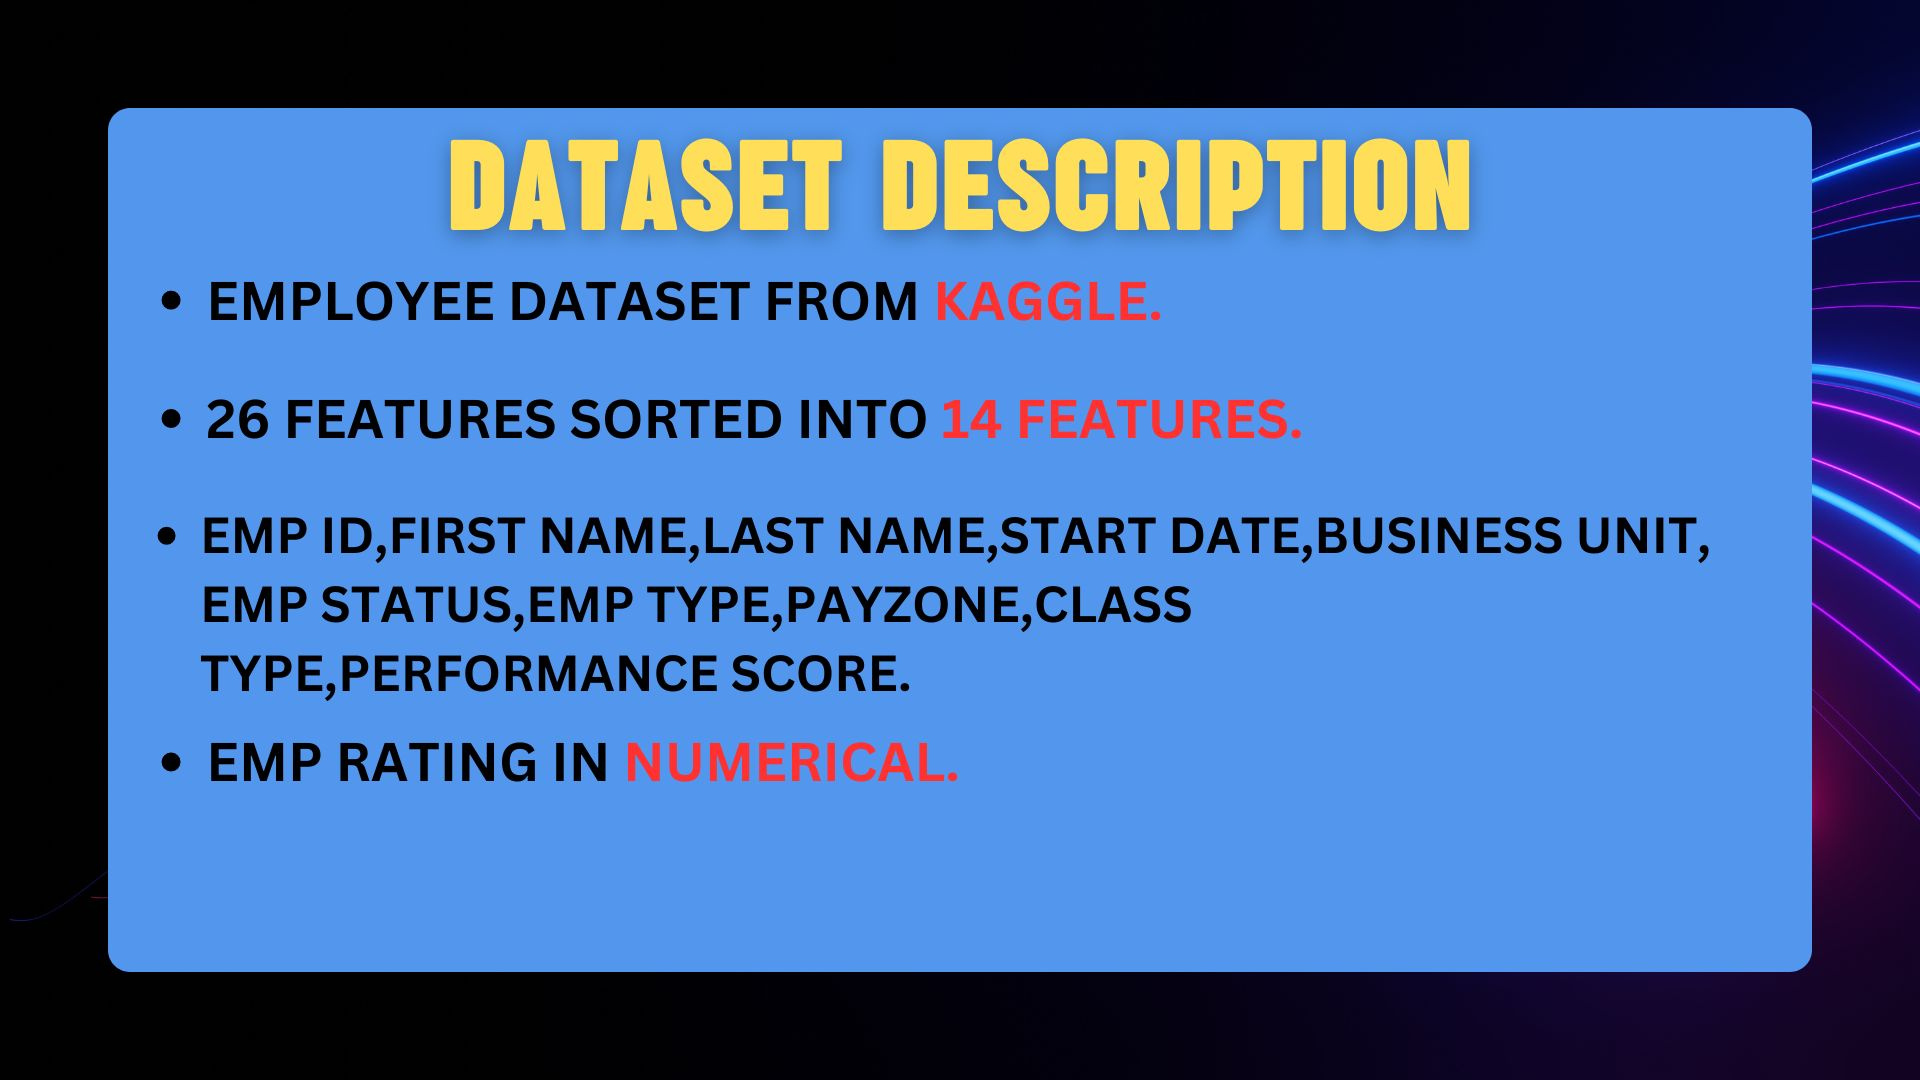 DATASET DESCRIPTION
• EMPLOYEE DATASET FROM KAGGLE.
• 26 FEATURES SORTED INTO 14 FEATURES.
• EMP ID,FIRST NAME,LAST NAME,START DATE,BUSINESS UNIT,
EMP STATUS,EMP TYPE,PAYZONE,CLASS
TYPE,PERFORMANCE SCORE.
• EMP RATING IN NUMERICAL.